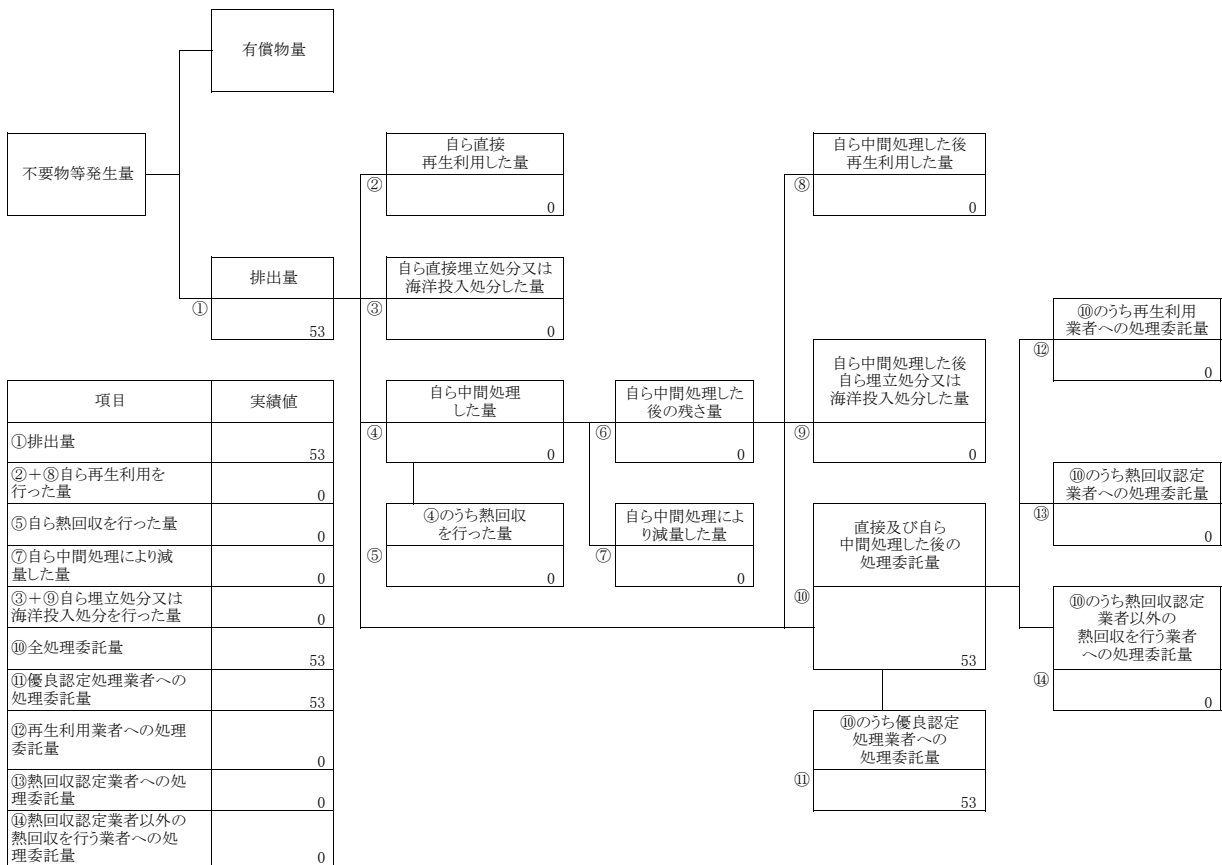 有償物量
不要物等発生量
自ら直接
再生利用した量
②
0
自ら中間処理した後
再生利用した量
⑧
0
排出量
①
53
自ら直接埋立処分又は
海洋投入処分した量
③
0
⑩のうち再生利用
業者への処理委託量
⑫
0
自ら中間処理
した量
④
0
自ら中間処理した
後の残さ量
⑥
0
自ら中間処理した後
自ら埋立処分又は
海洋投入処分した量
⑨
0
⑩のうち熱回収認定
業者への処理委託量
⑬
0
④のうち熱回収
を行った量
⑤
0
自ら中間処理によ
り減量した量
⑦
0
直接及び自ら
中間処理した後の
処理委託量
⑩
53
⑩のうち熱回収認定
業者以外の
熱回収を行う業者
への処理委託量
⑭
0
⑩のうち優良認定
処理業者への
処理委託量
⑪
53
項目 実績値
①排出量
53
②+⑧自ら再生利用を
行った量 0
⑤自ら熱回収を行った量
0
⑦自ら中間処理により減
量した量 0
③+⑨自ら埋立処分又は
海洋投入処分を行った量 0
⑩全処理委託量
53
⑪優良認定処理業者への
処理委託量 53
⑫再生利用業者への処理
委託量
0
⑬熱回収認定業者への処
理委託量 0
⑭熱回収認定業者以外の
熱回収を行う業者への処
理委託量 0